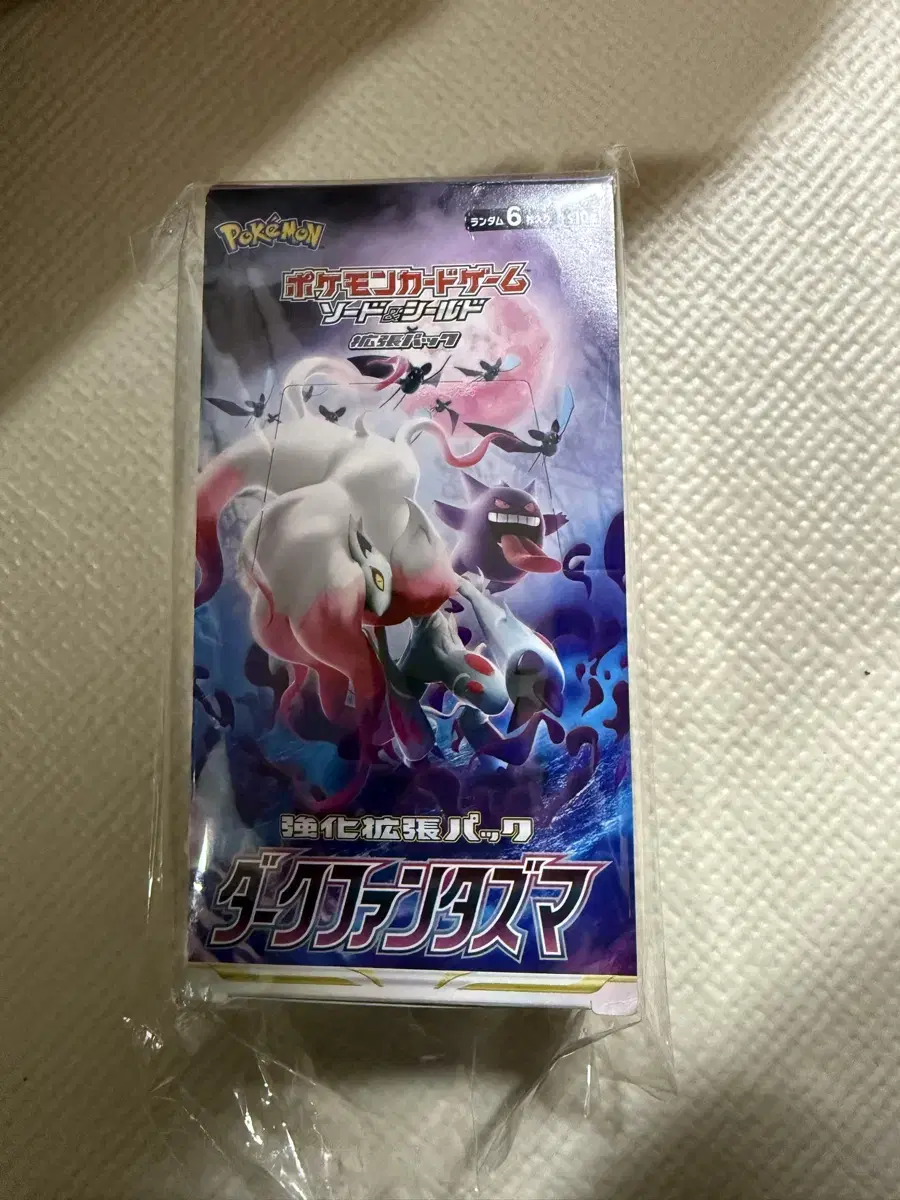 Pokémon
ランダム6枚入り s10a
ポケモンカードゲーム
ソード&シールド
拡張パック
強化拡張パック
ダークファンタズマ